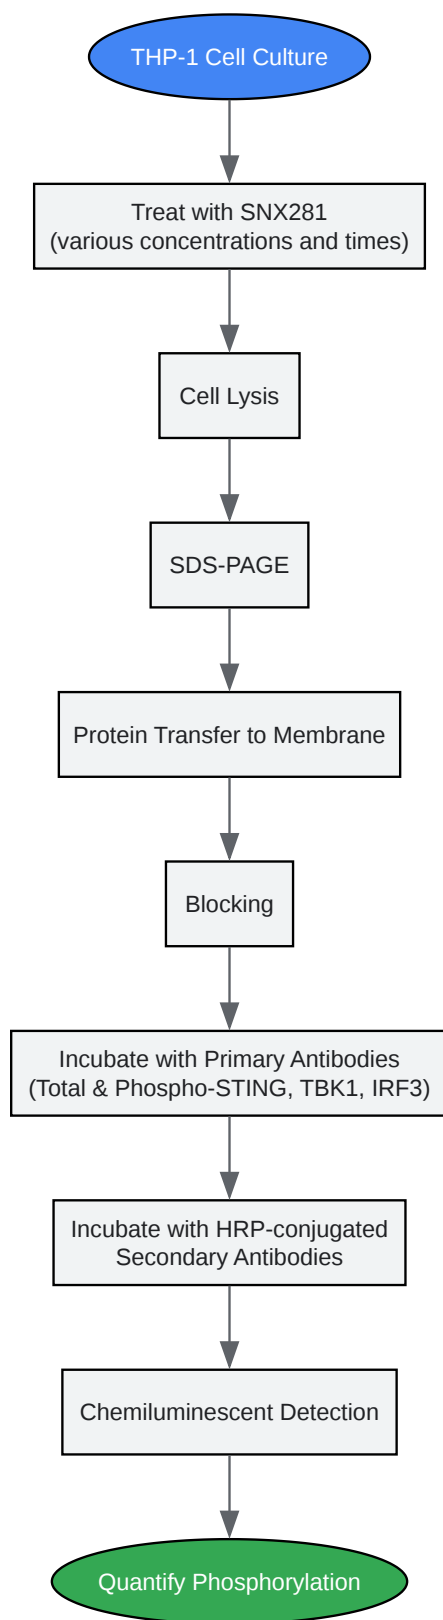 THP-1 Cell Culture
Treat with SNX281
(various concentrations and times)
Cell Lysis
SDS-PAGE
Protein Transfer to Membrane
Blocking
Incubate with Primary Antibodies
(Total & Phospho-STING, TBK1, IRF3)
Incubate with HRP-conjugated
Secondary Antibodies
Chemiluminescent Detection
Quantify Phosphorylation